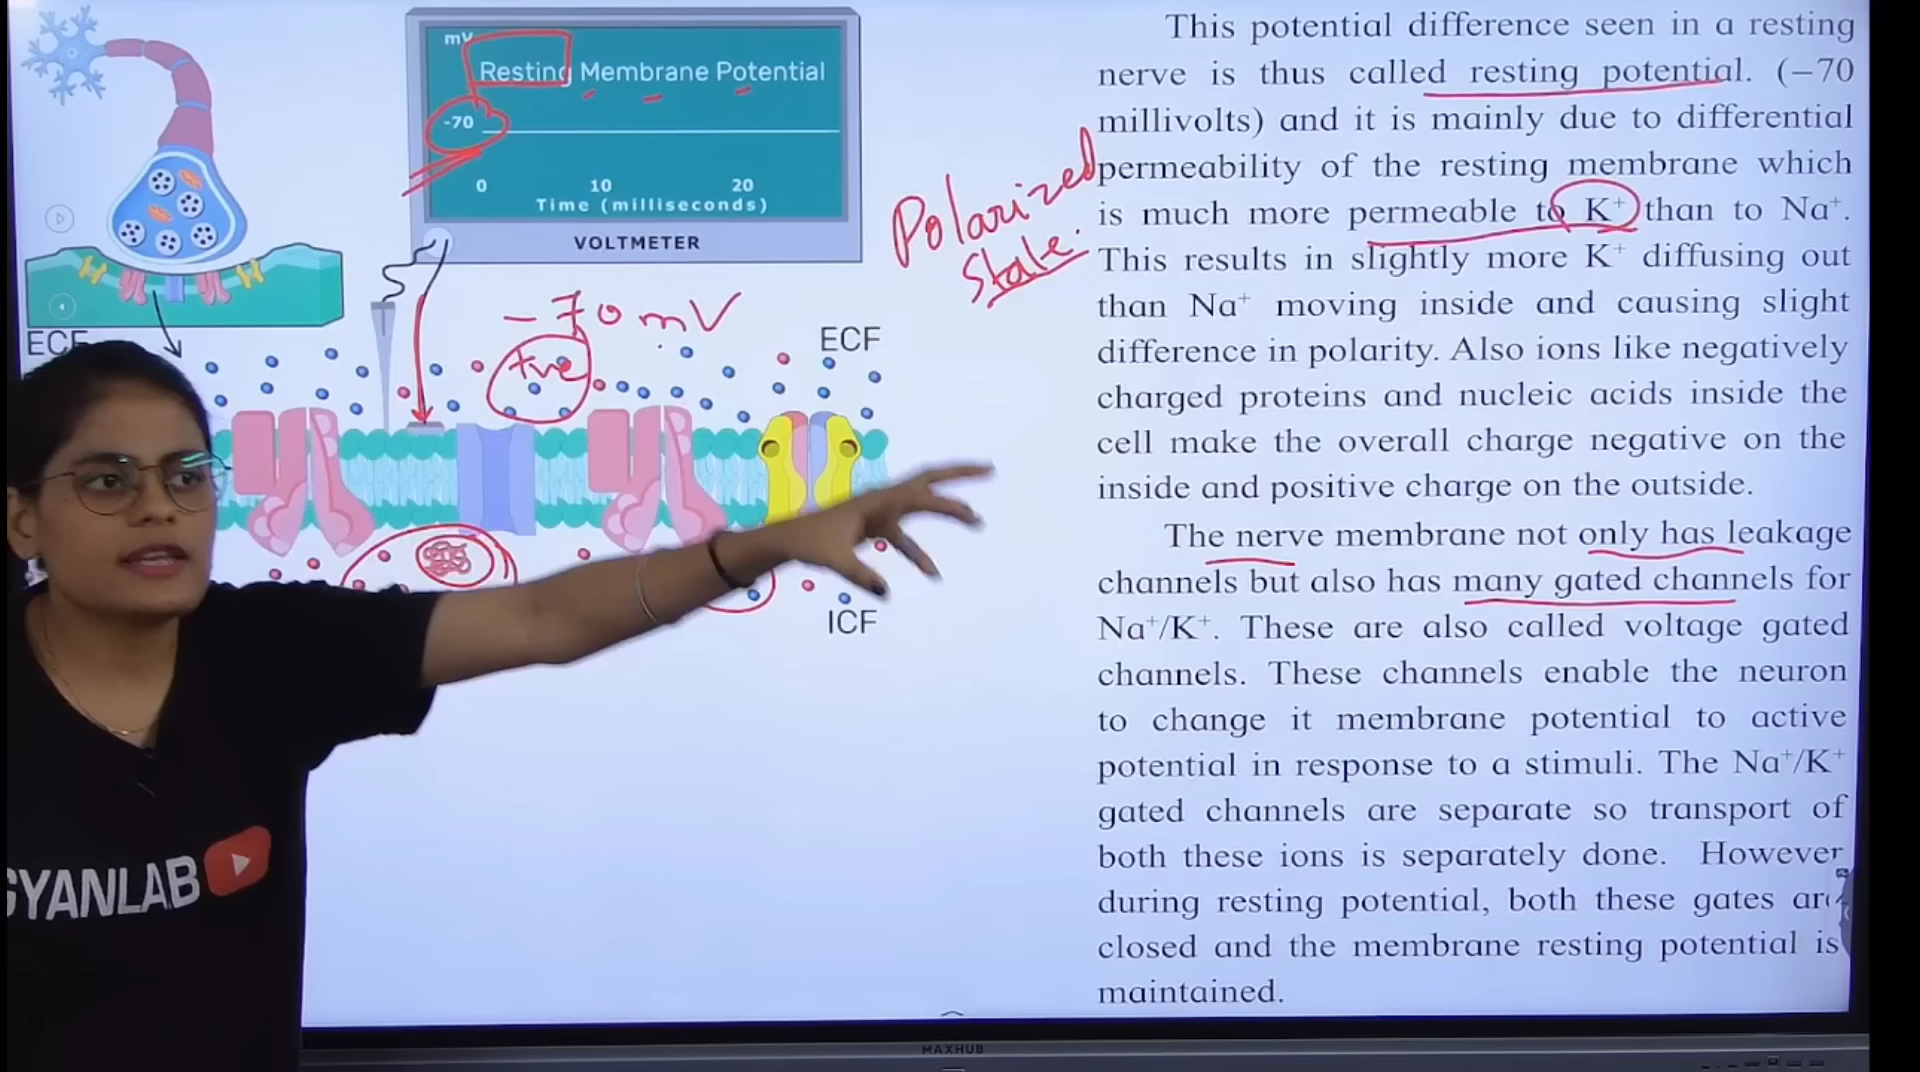 mV
Resting Membrane Potential
-70
0 10 20
Time (milliseconds)
VOLTMETER
Polarized
State.
- 70 mV
+ve
ECF
ECF
ICF
GYANLAB
This potential difference seen in a resting
nerve is thus called resting potential. (−70
millivolts) and it is mainly due to differential
permeability of the resting membrane which
is much more permeable to K⁺ than to Na⁺.
This results in slightly more K⁺ diffusing out
than Na⁺ moving inside and causing slight
difference in polarity. Also ions like negatively
charged proteins and nucleic acids inside the
cell make the overall charge negative on the
inside and positive charge on the outside.
The nerve membrane not only has leakage
channels but also has many gated channels for
Na⁺/K⁺. These are also called voltage gated
channels. These channels enable the neuron
to change it membrane potential to active
potential in response to a stimuli. The Na⁺/K⁺
gated channels are separate so transport of
both these ions is separately done. However
during resting potential, both these gates are
closed and the membrane resting potential is
maintained.
MAXHUB